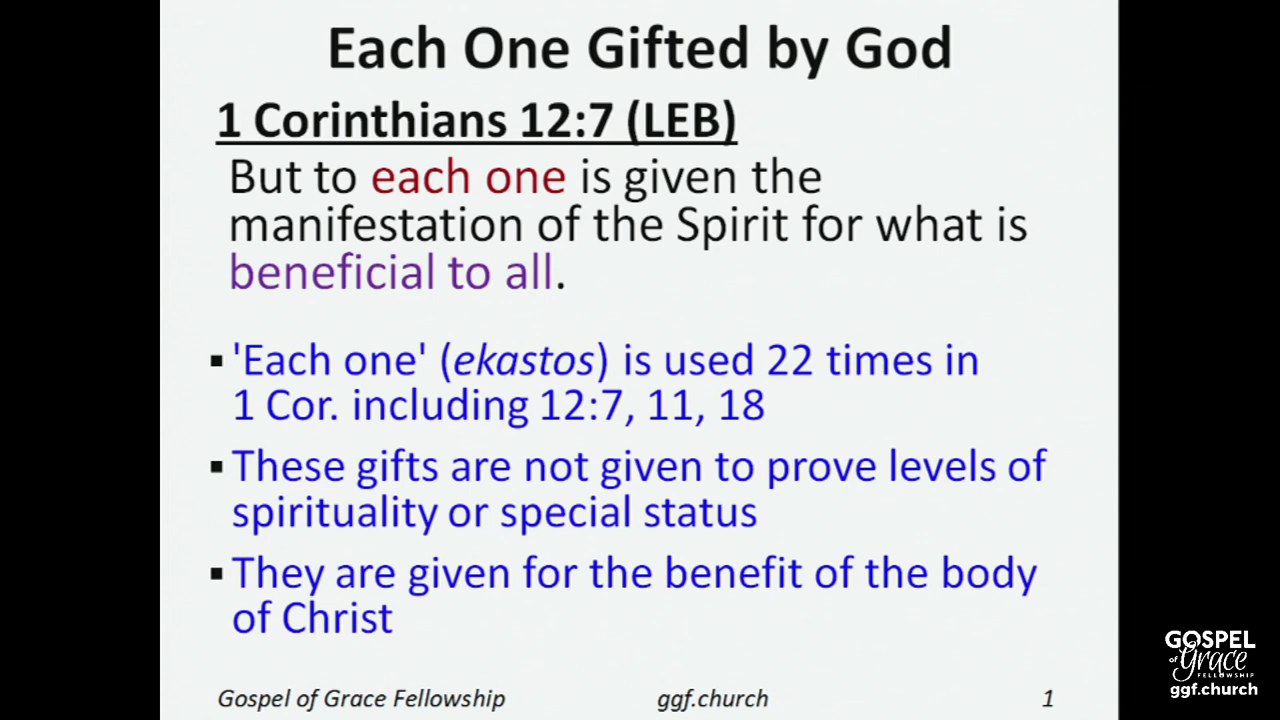 Each One Gifted by God
1 Corinthians 12:7 (LEB)
But to each one is given the
manifestation of the Spirit for what is
beneficial to all.
▪ 'Each one' (ekastos) is used 22 times in
1 Cor. including 12:7, 11, 18
▪ These gifts are not given to prove levels of
spirituality or special status
▪ They are given for the benefit of the body
of Christ
Gospel of Grace Fellowship ggf.church 1
GOSPEL
of Grace
FELLOWSHIP
ggf.church